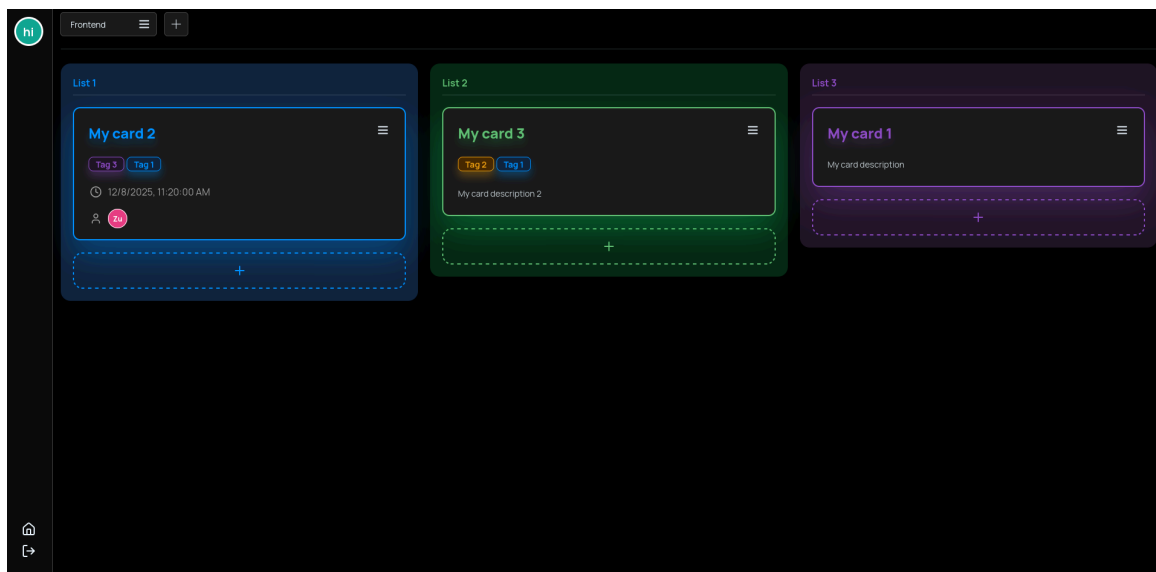 hi
Frontend
List 1
My card 2
Tag 3 Tag 1
12/8/2025, 11:20:00 AM
Zu
List 2
My card 3
Tag 2 Tag 1
My card description 2
List 3
My card 1
My card description